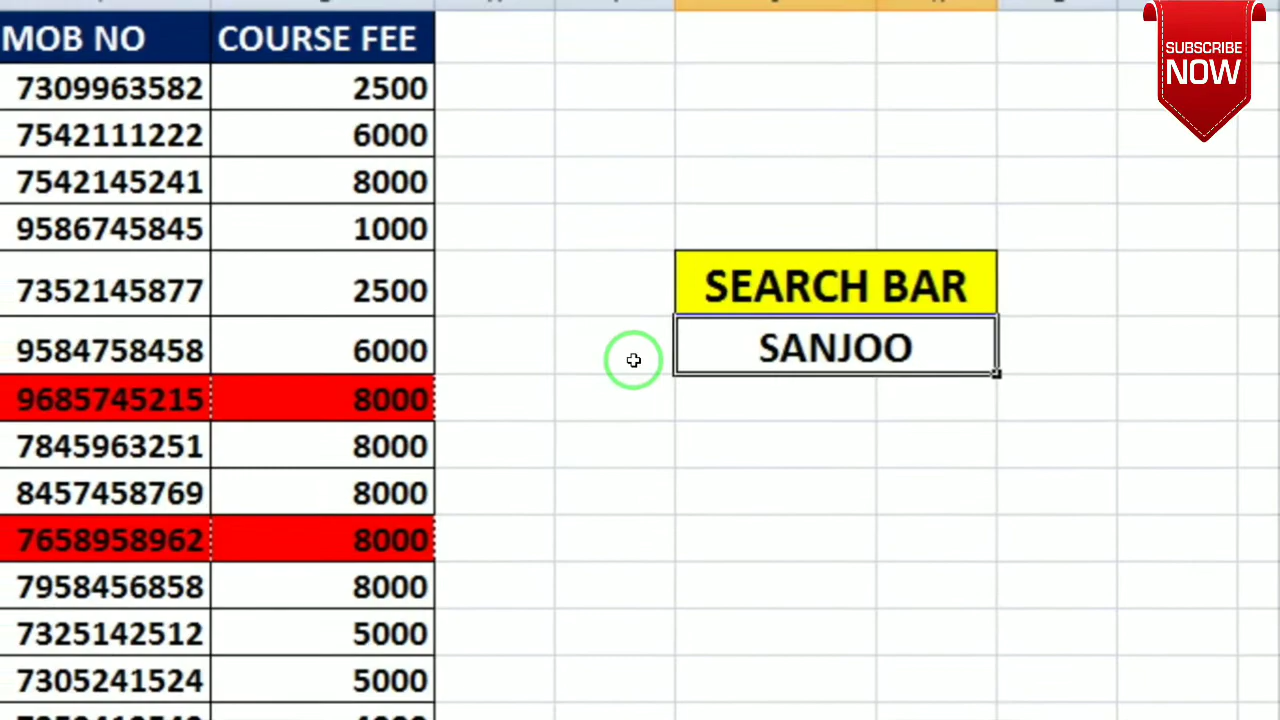 MOB NO COURSE FEE
SUBSCRIBE
NOW
7309963582 2500
7542111222 6000
7542145241 8000
9586745845 1000
SEARCH BAR
7352145877 2500
SANJOO
9584758458 6000
9685745215 8000
7845963251 8000
8457458769 8000
7658958962 8000
7958456858 8000
7325142512 5000
7305241524 5000